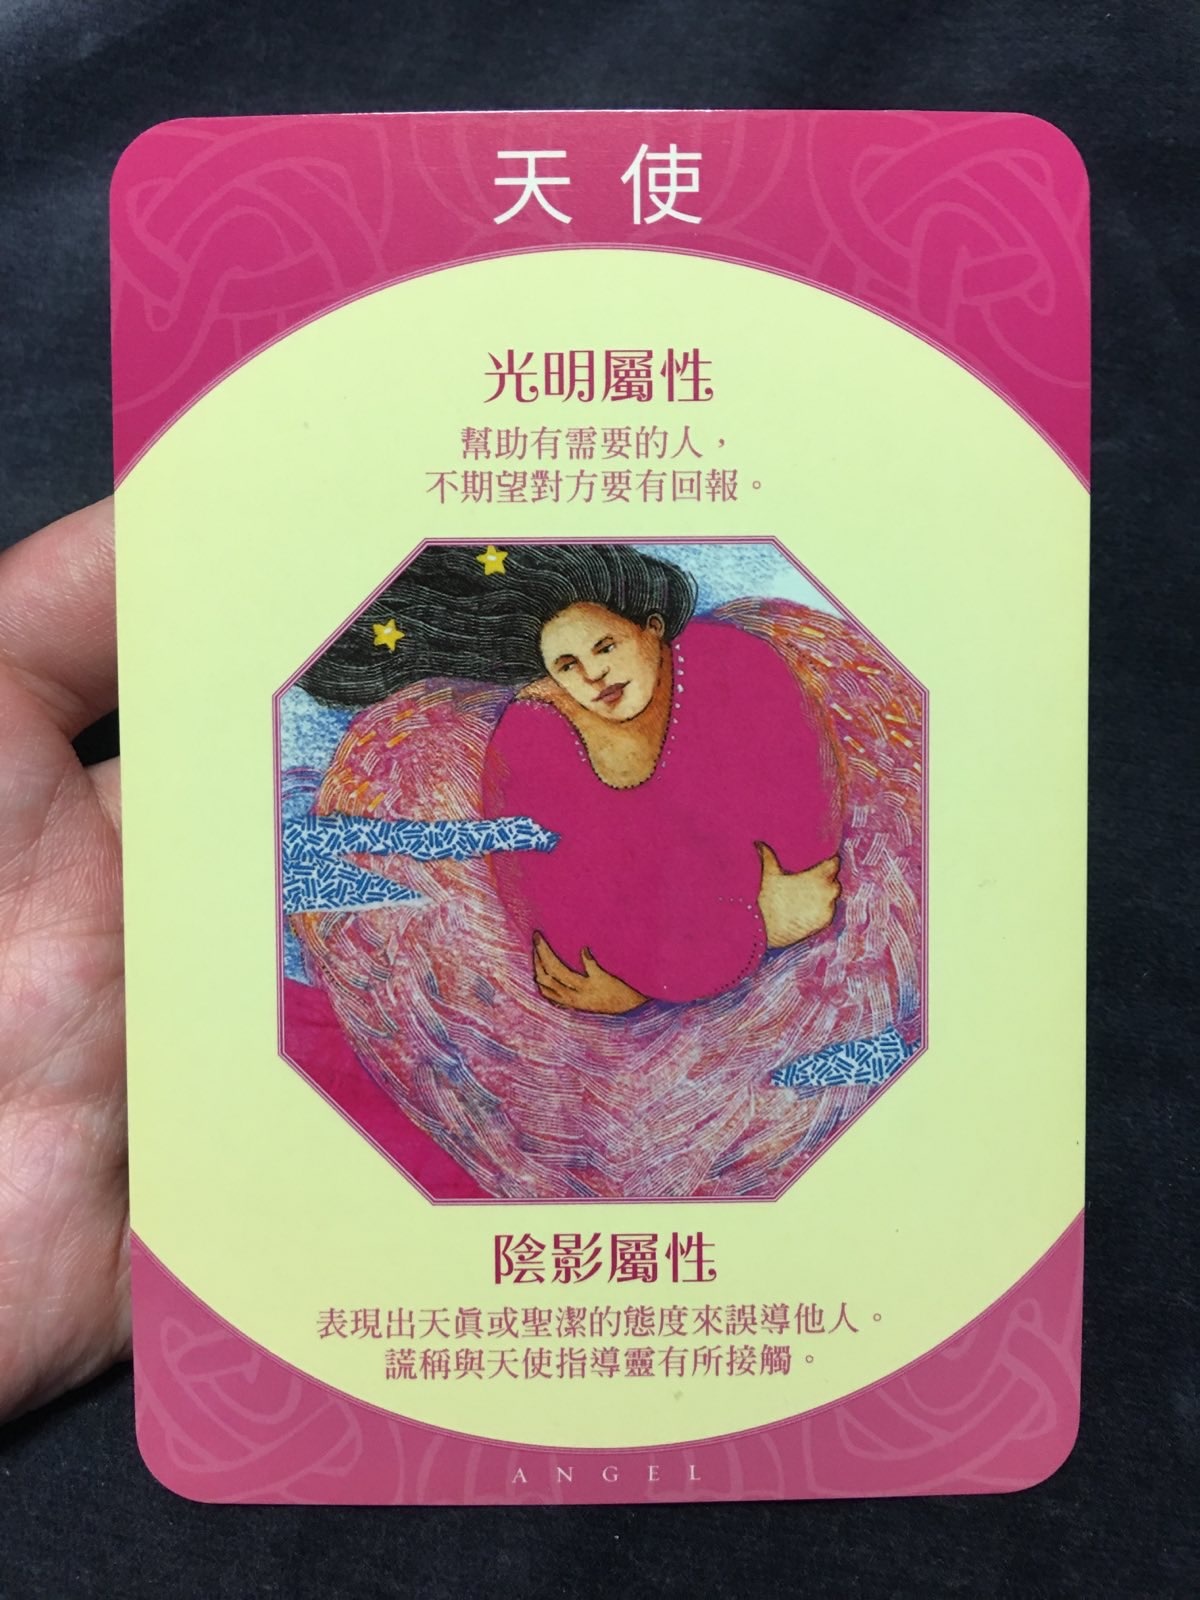 天使
光明屬性
幫助有需要的人，
不期望對方要有回報。
陰影屬性
表現出天眞或聖潔的態度來誤導他人。
謊稱與天使指導靈有所接觸。
ANGEL